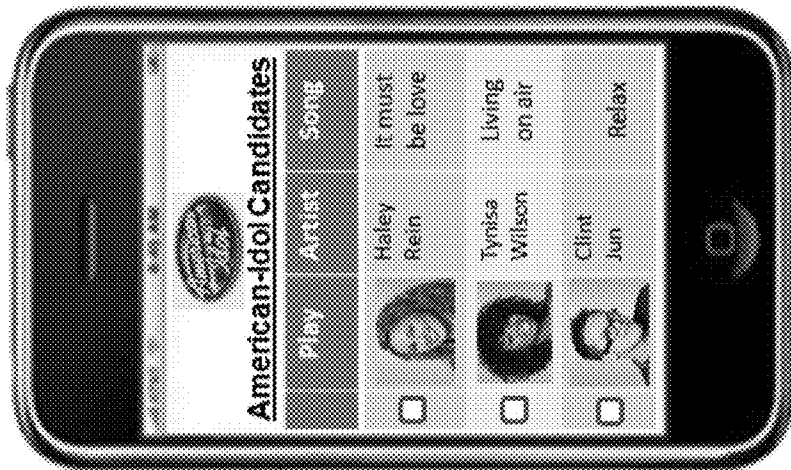 American-Idol Candidates
Play Artist Song
Haley
Rein
It must
be love
Tynisa
Wilson
Living
on air
Clint
Jun
Relax